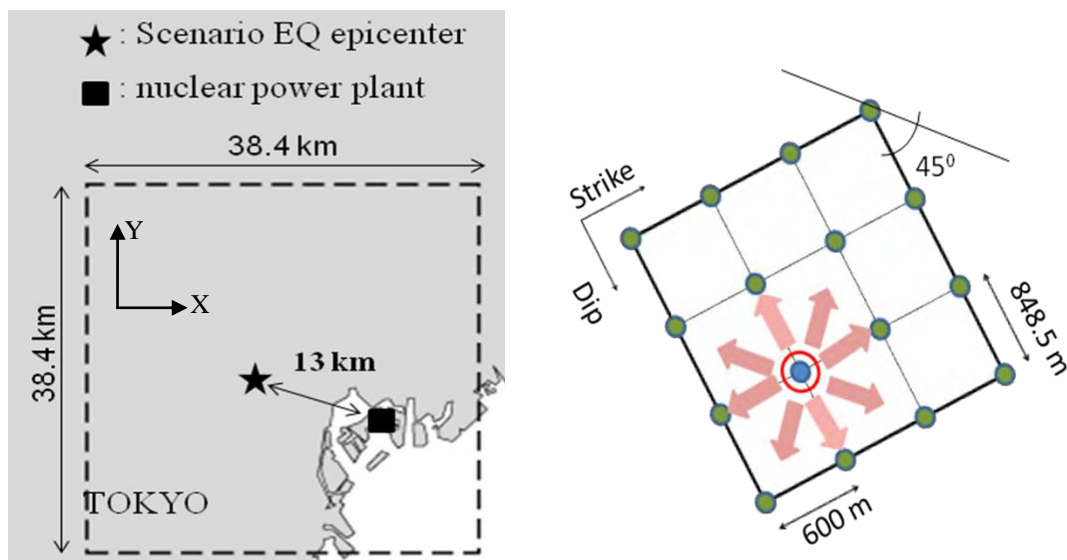 ★ : Scenario EQ epicenter
■ : nuclear power plant
38.4 km
38.4 km
Y
X
13 km
TOKYO
Strike
Dip
45⁰
848.5 m
600 m